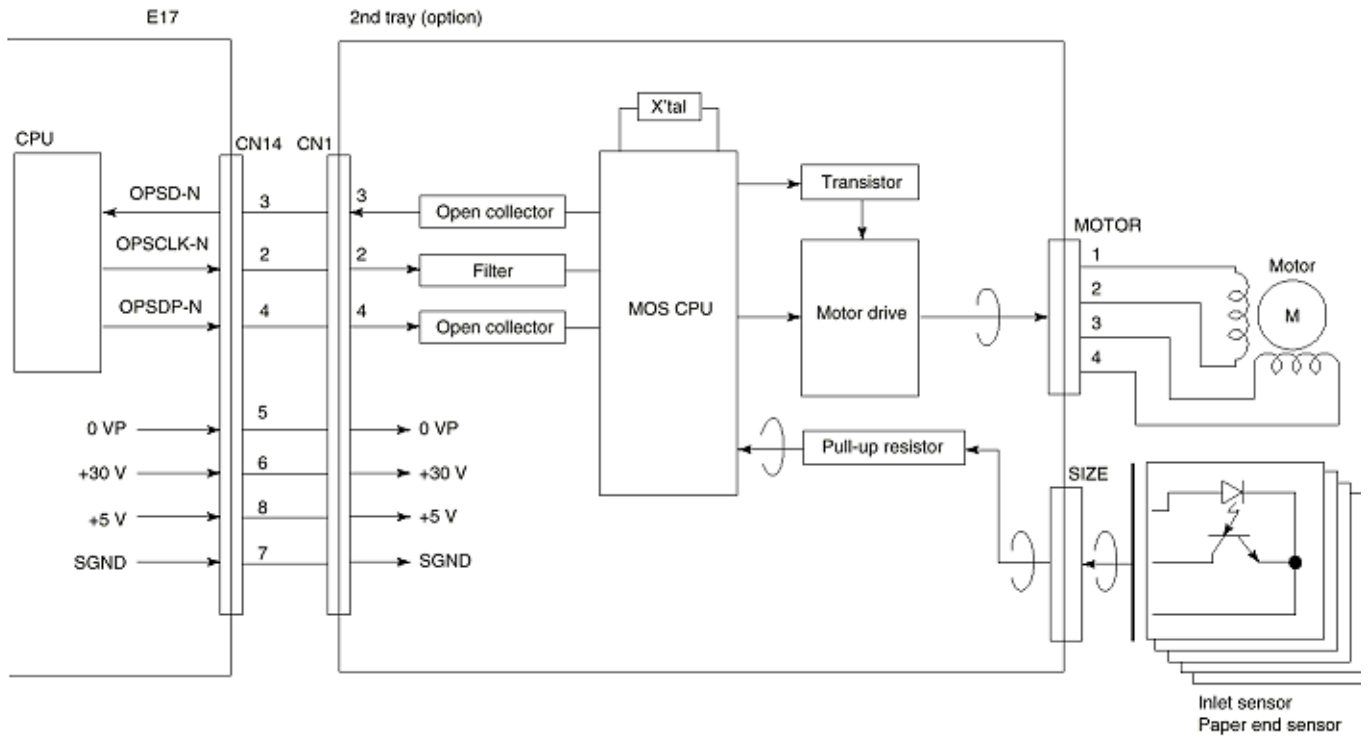 E17
2nd tray (option)
X'tal
CPU
CN14
CN1
OPSD-N
3
3
Open collector
Transistor
OPSCLK-N
2
2
Filter
MOTOR
1
Motor
OPSDP-N
4
4
Open collector
MOS CPU
Motor drive
2
M
3
4
0 VP
5
0 VP
Pull-up resistor
+30 V
6
+30 V
SIZE
+5 V
8
+5 V
SGND
7
SGND
Inlet sensor
Paper end sensor